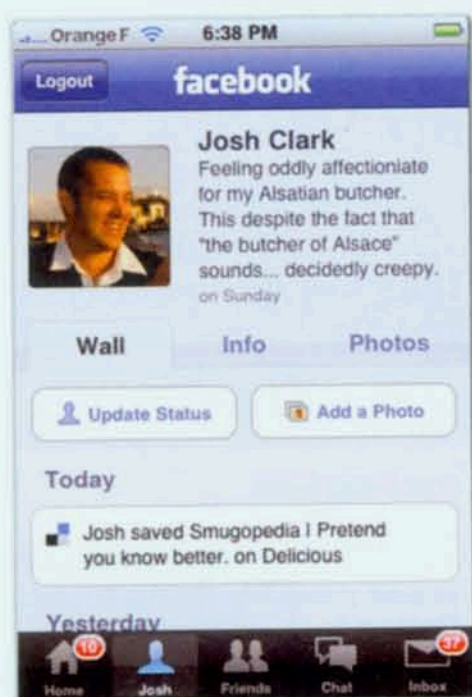 Orange F 6:38 PM
Logout facebook
Josh Clark
Feeling oddly affectioniate
for my Alsatian butcher.
This despite the fact that
"the butcher of Alsace"
sounds... decidedly creepy.
on Sunday
Wall Info Photos
Update Status Add a Photo
Today
Josh saved Smugopedia | Pretend
you know better. on Delicious
Yesterday
10 37
Home Josh Friends Chat Inbox